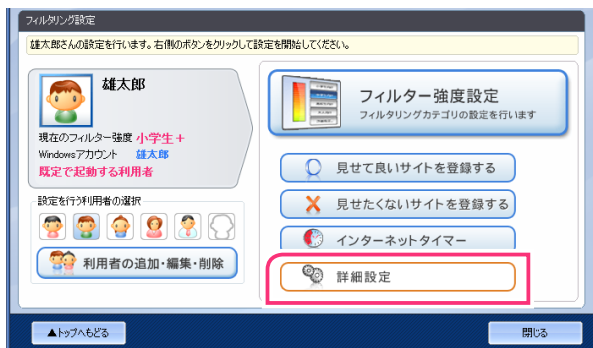 フィルタリング設定
雄太郎さんの設定を行います。右側のボタンをクリックして設定を開始してください。
雄太郎
現在のフィルター強度 小学生+
Windowsアカウント 雄太郎
既定で起動する利用者
設定を行う利用者の選択
利用者の追加・編集・削除
フィルター強度設定
フィルタリングカテゴリの設定を行います
見せて良いサイトを登録する
見せたくないサイトを登録する
インターネットタイマー
詳細設定
▲トップへもどる
閉じる